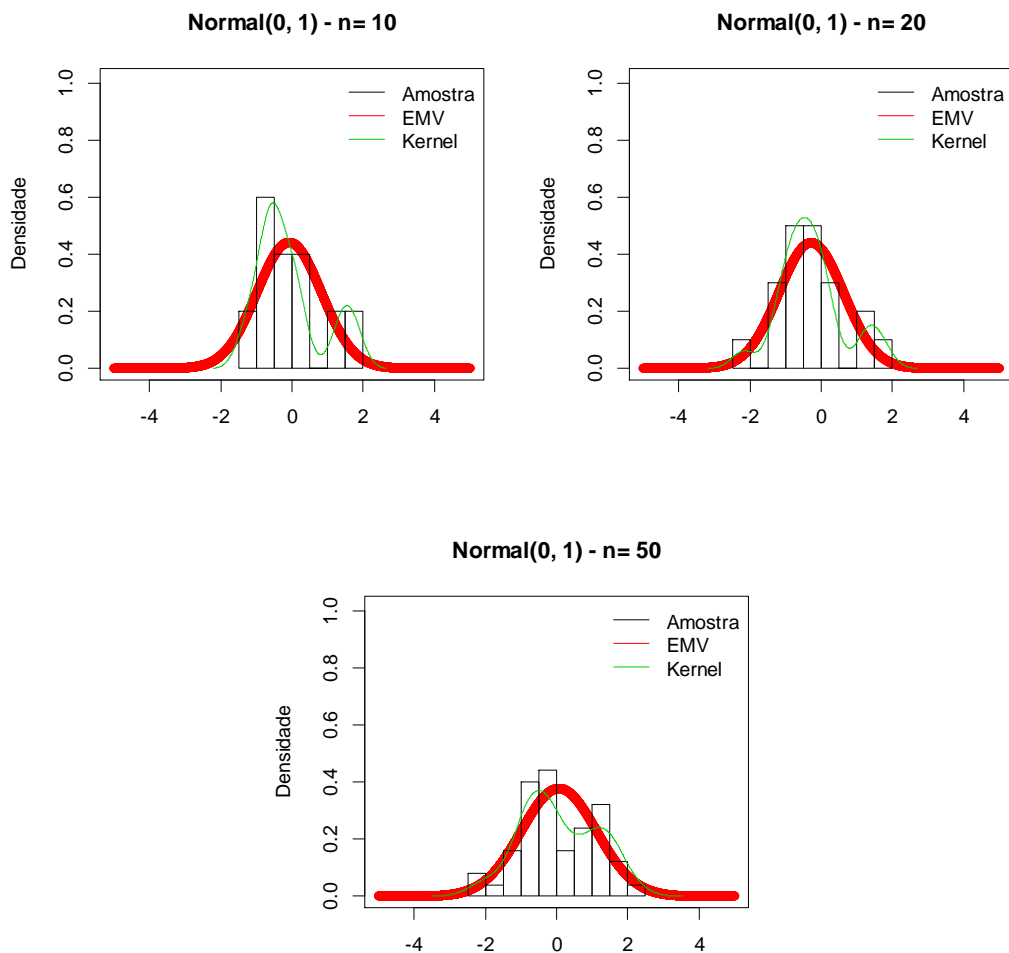 Normal(0, 1) - n= 10
Densidade
1.0
0.8
0.6
0.4
0.2
0.0
Amostra
EMV
Kernel
-4 -2 0 2 4
Normal(0, 1) - n= 20
Densidade
1.0
0.8
0.6
0.4
0.2
0.0
Amostra
EMV
Kernel
-4 -2 0 2 4
Normal(0, 1) - n= 50
Densidade
1.0
0.8
0.6
0.4
0.2
0.0
Amostra
EMV
Kernel
-4 -2 0 2 4